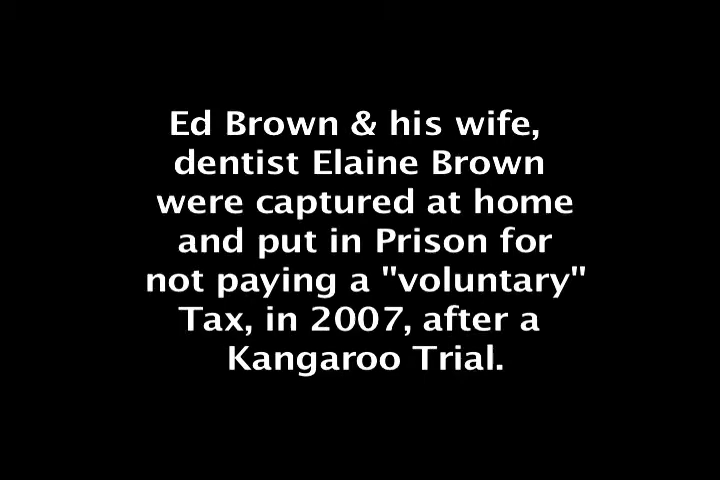 Ed Brown & his wife,
dentist Elaine Brown
were captured at home
and put in Prison for
not paying a "voluntary"
Tax, in 2007, after a
Kangaroo Trial.